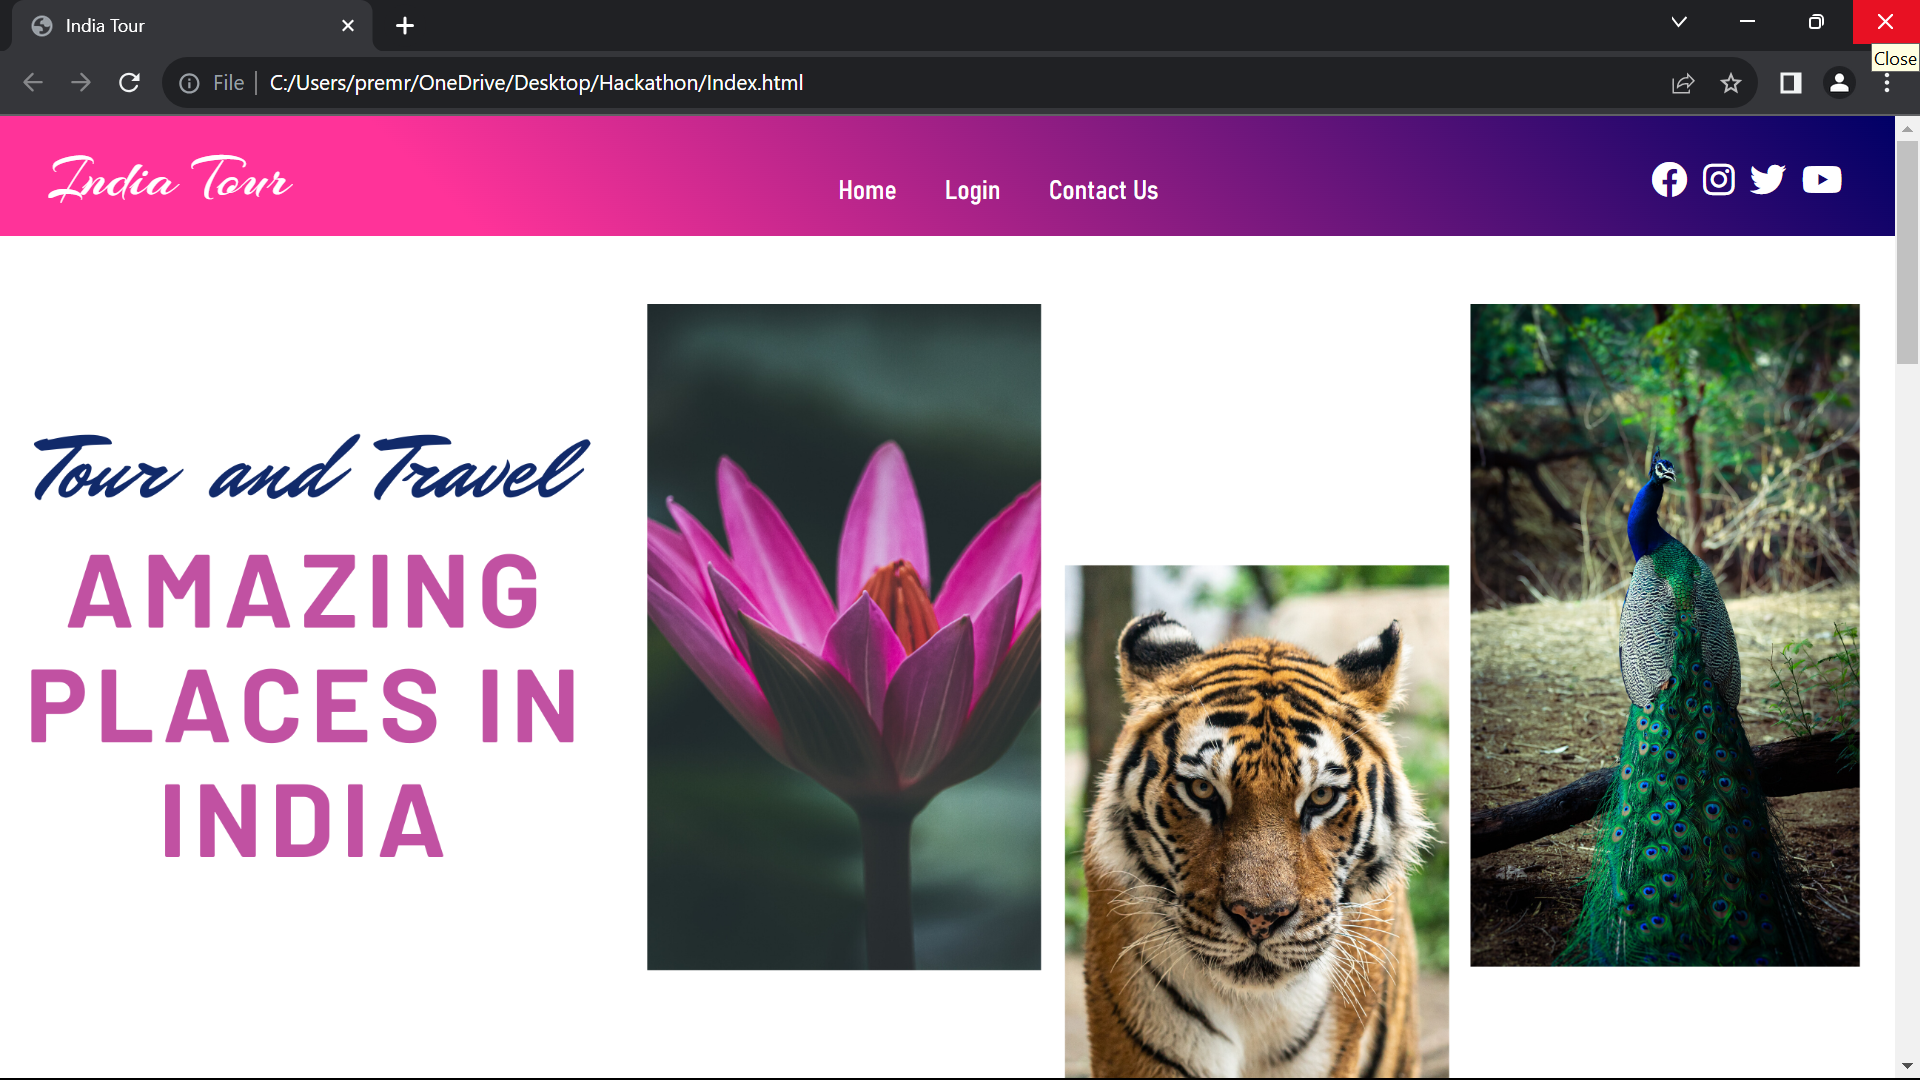 India Tour
Close
File
C:/Users/premr/OneDrive/Desktop/Hackathon/Index.html
India Tour
Home
Login
Contact Us
Tour and Travel
AMAZING
PLACES IN
INDIA